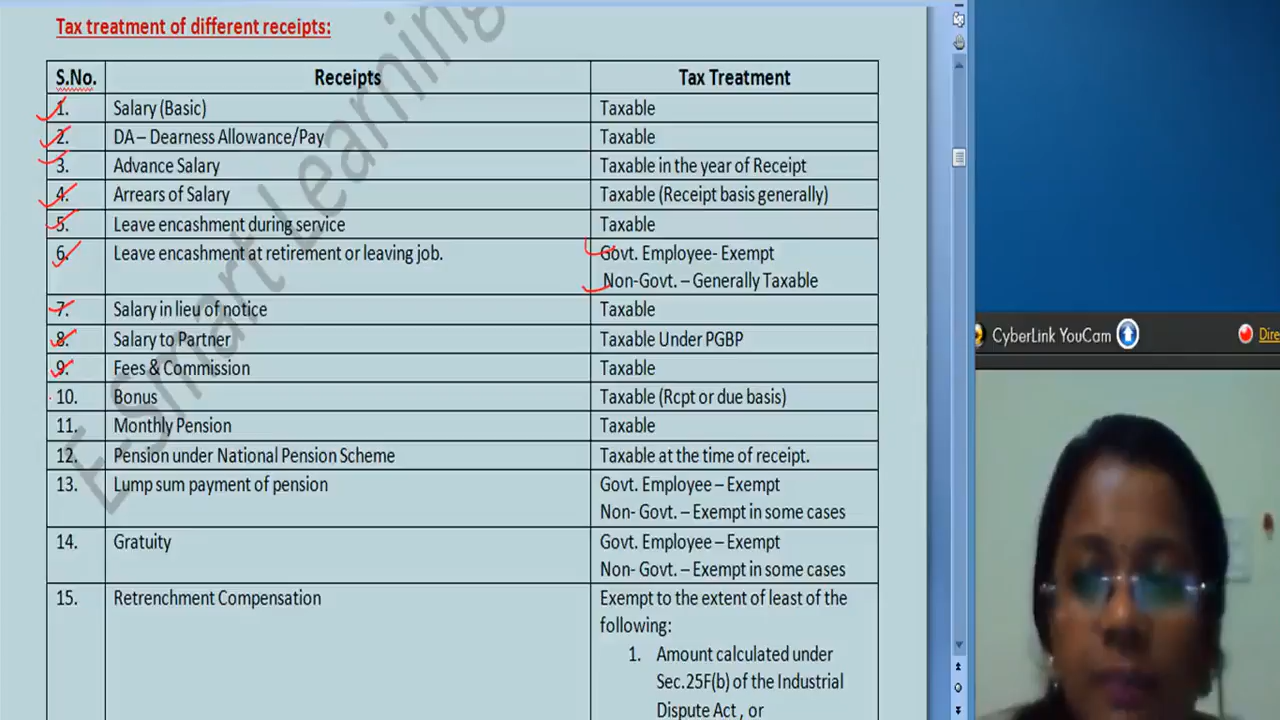 Tax treatment of different receipts:
S.No. Receipts Tax Treatment
1. Salary (Basic) Taxable
2. DA – Dearness Allowance/Pay Taxable
3. Advance Salary Taxable in the year of Receipt
4. Arrears of Salary Taxable (Receipt basis generally)
5. Leave encashment during service Taxable
6. Leave encashment at retirement or leaving job. Govt. Employee- Exempt
Non-Govt. – Generally Taxable
7. Salary in lieu of notice Taxable
8. Salary to Partner Taxable Under PGBP
9. Fees & Commission Taxable
10. Bonus Taxable (Rcpt or due basis)
11. Monthly Pension Taxable
12. Pension under National Pension Scheme Taxable at the time of receipt.
13. Lump sum payment of pension Govt. Employee – Exempt
Non- Govt. – Exempt in some cases
14. Gratuity Govt. Employee – Exempt
Non- Govt. – Exempt in some cases
15. Retrenchment Compensation Exempt to the extent of least of the
following:
1. Amount calculated under
Sec.25F(b) of the Industrial
Dispute Act , or
E-Smart Learning
CyberLink YouCam
Dire